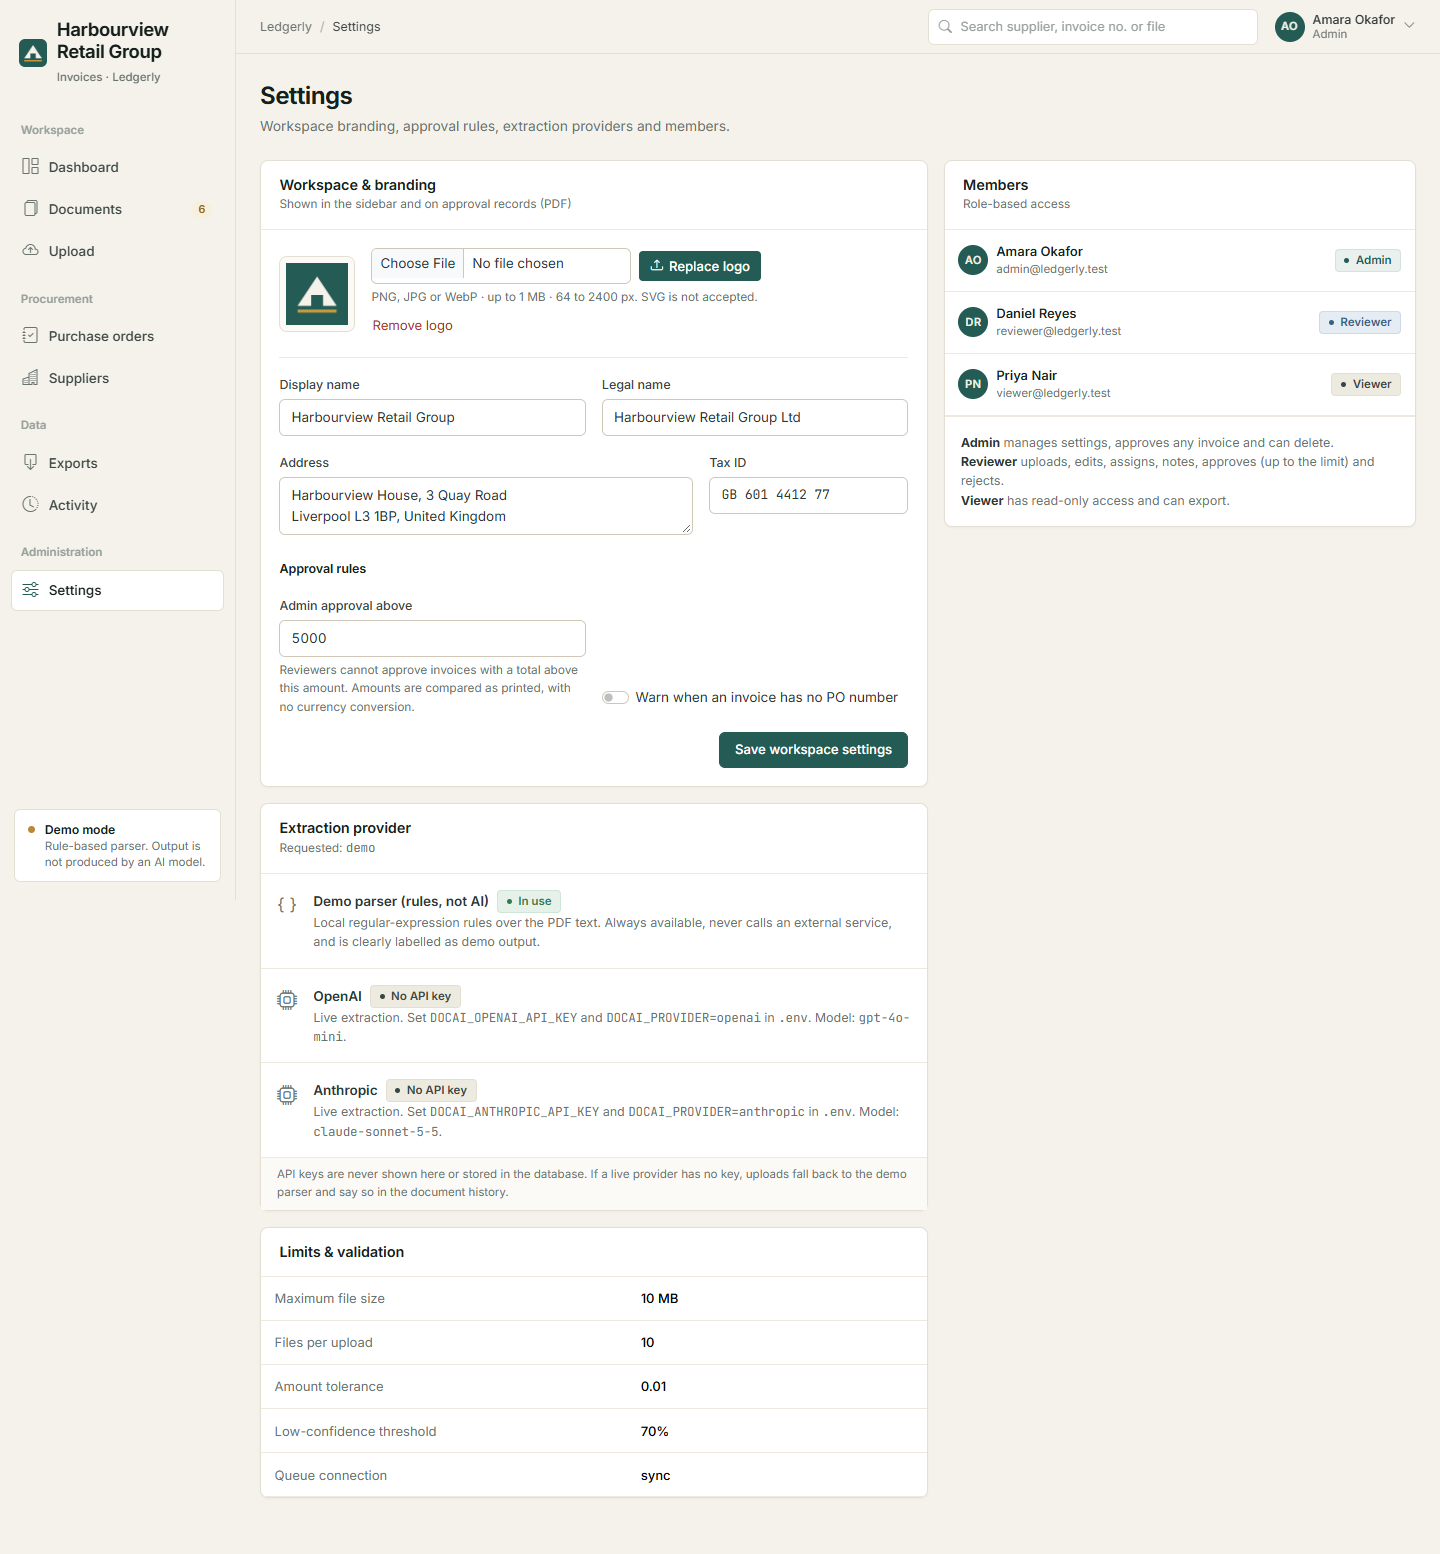 Harbourview
Retail Group
Invoices · Ledgerly
Workspace
Dashboard
Documents 6
Upload
Procurement
Purchase orders
Suppliers
Data
Exports
Activity
Administration
Settings
Demo mode
Rule-based parser. Output is
not produced by an AI model.
Ledgerly / Settings
Search supplier, invoice no. or file
AO
Amara Okafor
Admin
Settings
Workspace branding, approval rules, extraction providers and members.
Workspace & branding
Shown in the sidebar and on approval records (PDF)
Choose File No file chosen
Replace logo
PNG, JPG or WebP · up to 1 MB · 64 to 2400 px. SVG is not accepted.
Remove logo
Display name
Harbourview Retail Group
Legal name
Harbourview Retail Group Ltd
Address
Harbourview House, 3 Quay Road
Liverpool L3 1BP, United Kingdom
Tax ID
GB 601 4412 77
Approval rules
Admin approval above
5000
Reviewers cannot approve invoices with a total above
this amount. Amounts are compared as printed, with
no currency conversion.
Warn when an invoice has no PO number
Save workspace settings
Extraction provider
Requested: demo
{ } Demo parser (rules, not AI) In use
Local regular-expression rules over the PDF text. Always available, never calls an external service,
and is clearly labelled as demo output.
OpenAI No API key
Live extraction. Set DOCAI_OPENAI_API_KEY and DOCAI_PROVIDER=openai in .env. Model: gpt-4o-
mini.
Anthropic No API key
Live extraction. Set DOCAI_ANTHROPIC_API_KEY and DOCAI_PROVIDER=anthropic in .env. Model:
claude-sonnet-5-5.
API keys are never shown here or stored in the database. If a live provider has no key, uploads fall back to the demo
parser and say so in the document history.
Limits & validation
Maximum file size 10 MB
Files per upload 10
Amount tolerance 0.01
Low-confidence threshold 70%
Queue connection sync
Members
Role-based access
AO
Amara Okafor
admin@ledgerly.test
Admin
DR
Daniel Reyes
reviewer@ledgerly.test
Reviewer
PN
Priya Nair
viewer@ledgerly.test
Viewer
Admin manages settings, approves any invoice and can delete.
Reviewer uploads, edits, assigns, notes, approves (up to the limit) and
rejects.
Viewer has read-only access and can export.